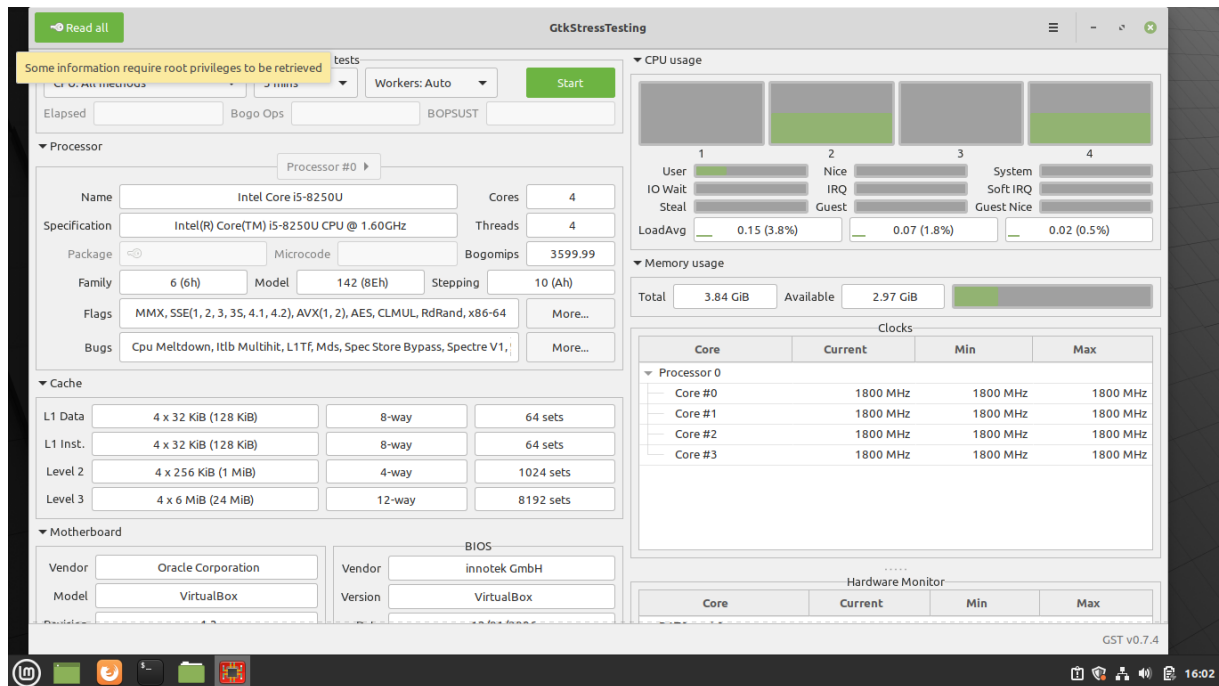 Read all
GtkStressTesting
Some information require root privileges to be retrieved
tests
Workers: Auto
Start
Elapsed
Bogo Ops
BOPSUST
Processor
Processor #0
Name
Intel Core i5-8250U
Cores
4
Specification
Intel(R) Core(TM) i5-8250U CPU @ 1.60GHz
Threads
4
Package
Microcode
Bogomips
3599.99
Family
6 (6h)
Model
142 (8Eh)
Stepping
10 (Ah)
Flags
MMX, SSE(1, 2, 3, 3S, 4.1, 4.2), AVX(1, 2), AES, CLMUL, RdRand, x86-64
More...
Bugs
Cpu Meltdown, Itlb Multihit, L1Tf, Mds, Spec Store Bypass, Spectre V1,
More...
Cache
L1 Data
4 x 32 KiB (128 KiB)
8-way
64 sets
L1 Inst.
4 x 32 KiB (128 KiB)
8-way
64 sets
Level 2
4 x 256 KiB (1 MiB)
4-way
1024 sets
Level 3
4 x 6 MiB (24 MiB)
12-way
8192 sets
Motherboard
Vendor
Oracle Corporation
Model
VirtualBox
BIOS
Vendor
innotek GmbH
Version
VirtualBox
CPU usage
1
2
3
4
User
Nice
System
IO Wait
IRQ
Soft IRQ
Steal
Guest
Guest Nice
LoadAvg
0.15 (3.8%)
0.07 (1.8%)
0.02 (0.5%)
Memory usage
Total
3.84 GiB
Available
2.97 GiB
Clocks
Core Current Min Max
Processor 0
Core #0 1800 MHz 1800 MHz 1800 MHz
Core #1 1800 MHz 1800 MHz 1800 MHz
Core #2 1800 MHz 1800 MHz 1800 MHz
Core #3 1800 MHz 1800 MHz 1800 MHz
Hardware Monitor
Core Current Min Max
GST v0.7.4
16:02